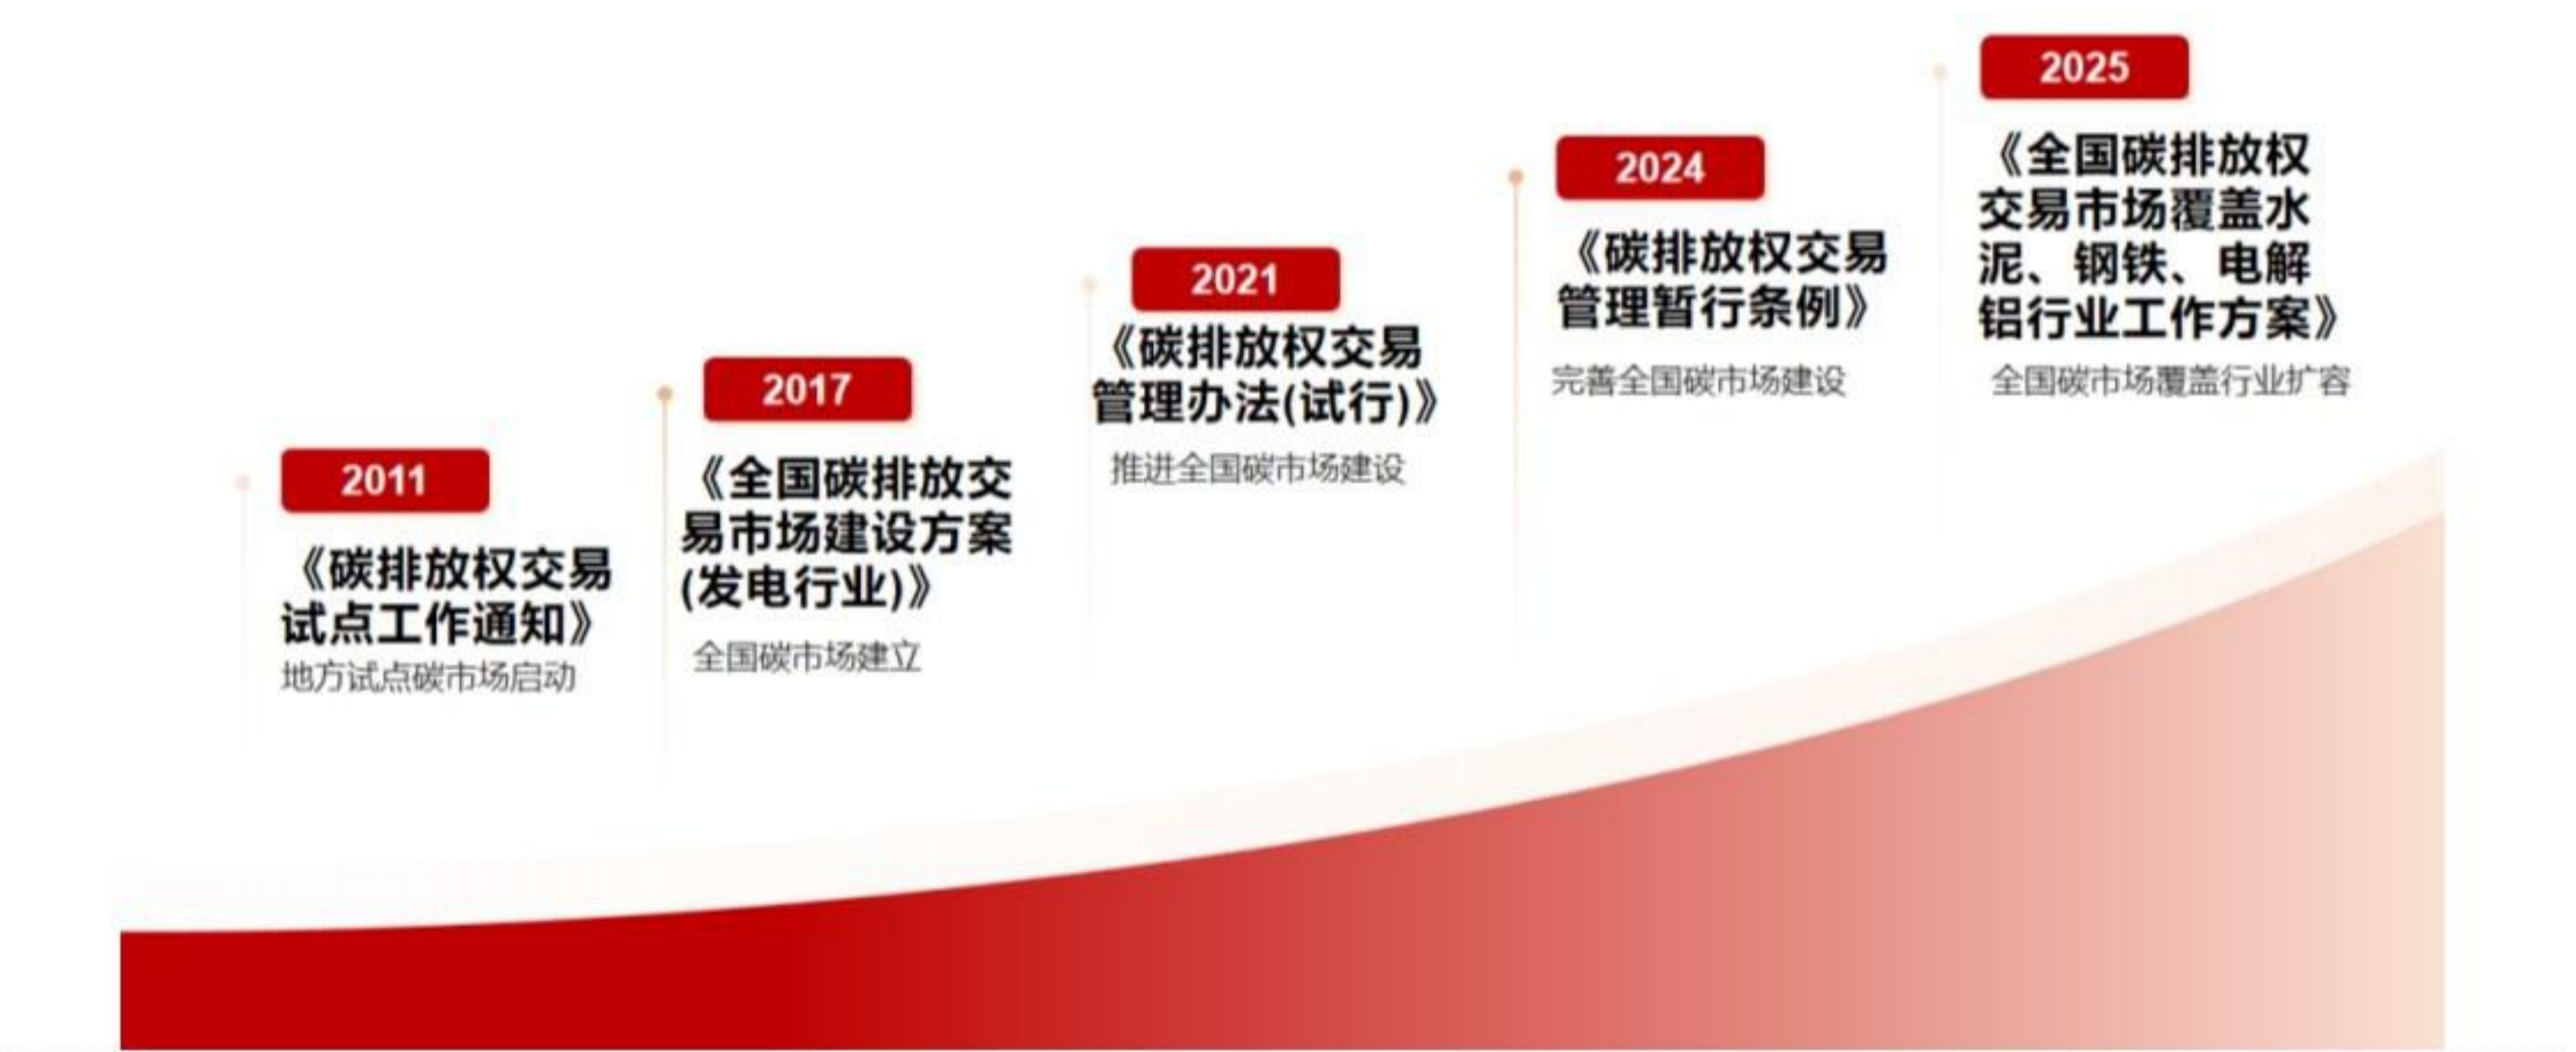 2011
《碳排放权交易
试点工作通知》
地方试点碳市场启动
2017
《全国碳排放交
易市场建设方案
(发电行业)》
全国碳市场建立
2021
《碳排放权交易
管理办法(试行)》
推进全国碳市场建设
2024
《碳排放权交易
管理暂行条例》
完善全国碳市场建设
2025
《全国碳排放权
交易市场覆盖水
泥、钢铁、电解
铝行业工作方案》
全国碳市场覆盖行业扩容